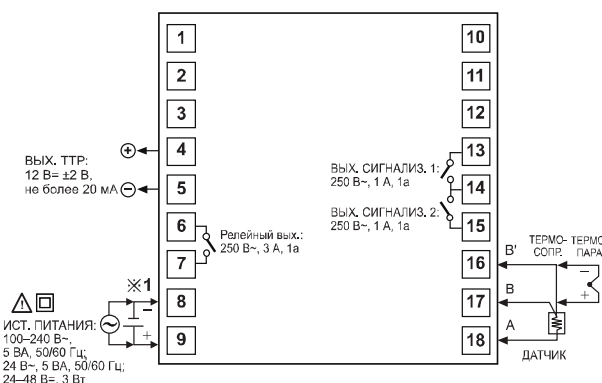 1
2
3
4
5
6
7
8
9
10
11
12
13
14
15
16
17
18
+
−
ВЫХ. ТТР:
12 В= ±2 В,
не более 20 мА
Релейный вых.:
250 В~, 3 А, 1а
※1
−
+
ИСТ. ПИТАНИЯ:
100–240 В~,
5 ВА, 50/60 Гц;
24 В~, 5 ВА, 50/60 Гц;
24–48 В=, 3 Вт
ВЫХ. СИГНАЛИЗ. 1:
250 В~, 1 А, 1а
ВЫХ. СИГНАЛИЗ. 2:
250 В~, 1 А, 1а
ТЕРМО-
СОПР.
ПАРА
B'
B
A
−
+
ДАТЧИК